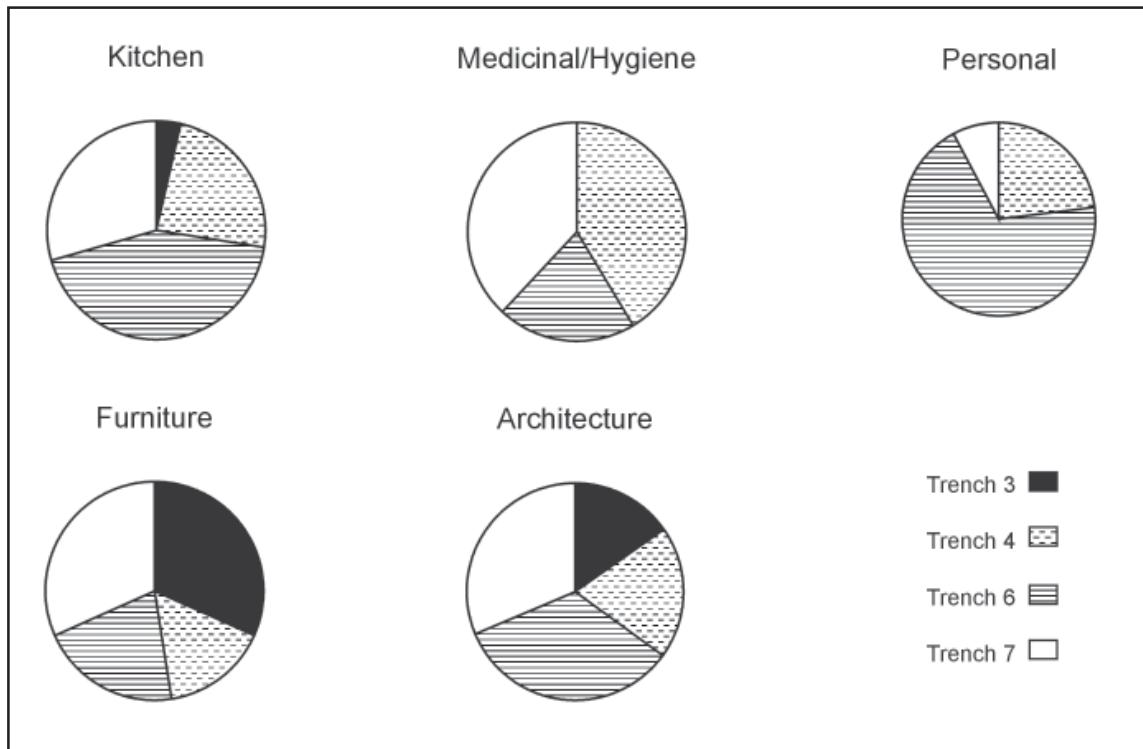 Kitchen
Medicinal/Hygiene
Personal
Furniture
Architecture
Trench 3
Trench 4
Trench 6
Trench 7